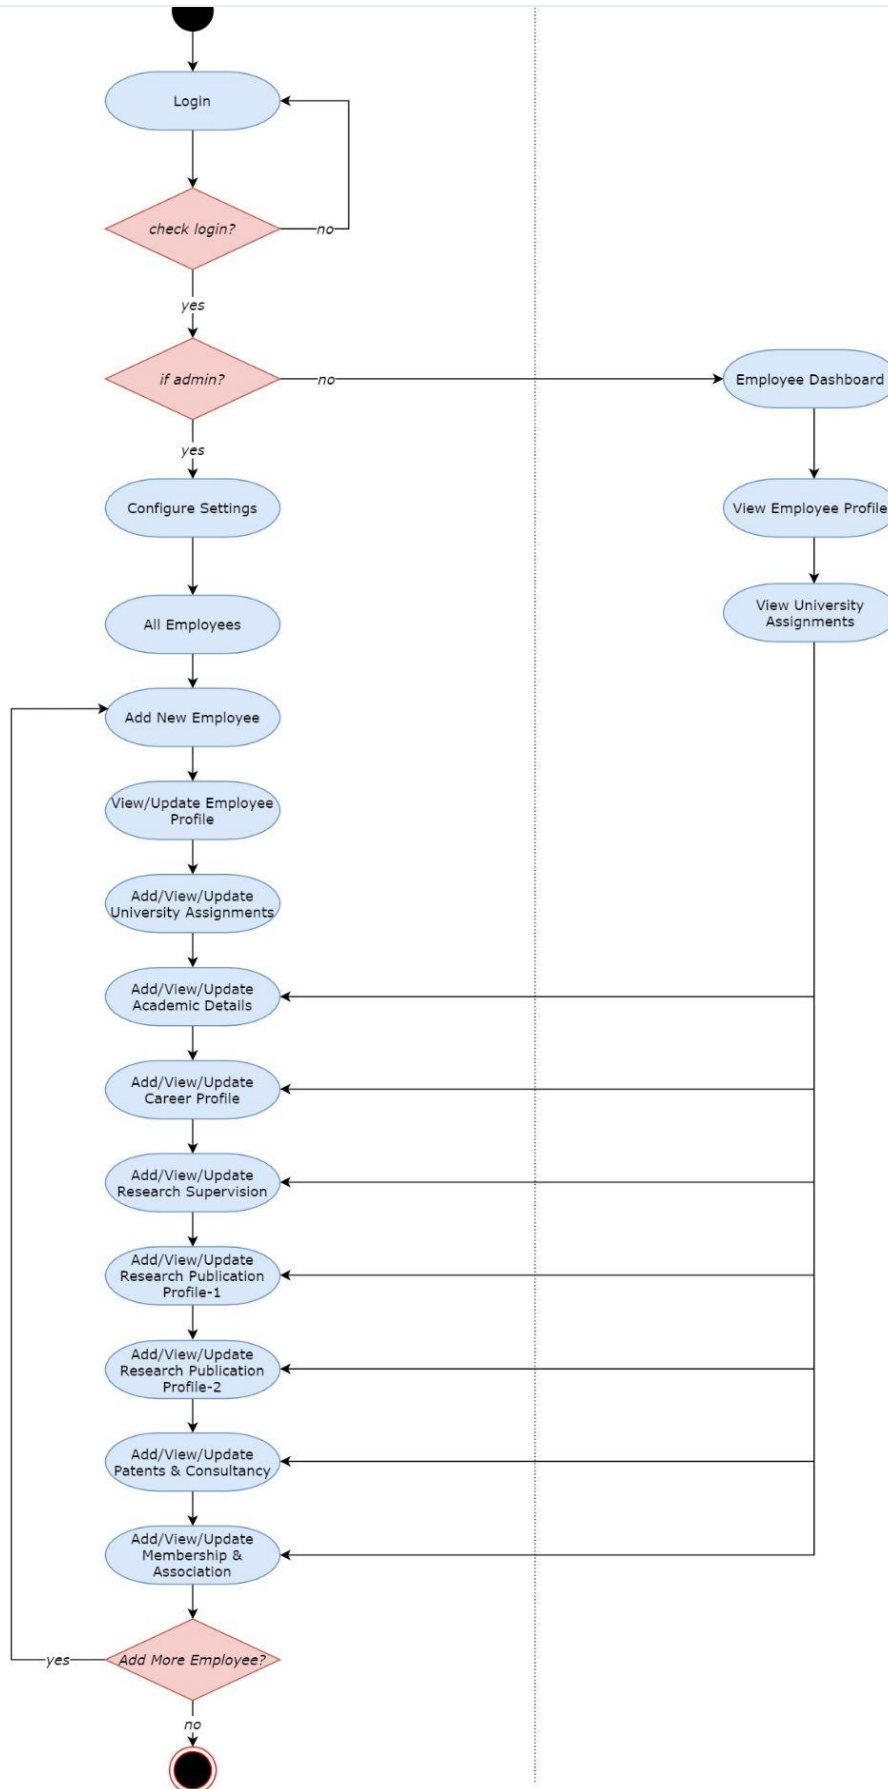 Login
check login?
no
yes
if admin?
no
Employee Dashboard
yes
Configure Settings
View Employee Profile
All Employees
View University
Assignments
Add New Employee
View/Update Employee
Profile
Add/View/Update
University Assignments
Add/View/Update
Academic Details
Add/View/Update
Career Profile
Add/View/Update
Research Supervision
Add/View/Update
Research Publication
Profile-1
Add/View/Update
Research Publication
Profile-2
Add/View/Update
Patents & Consultancy
Add/View/Update
Membership &
Association
yes
Add More Employee?
no